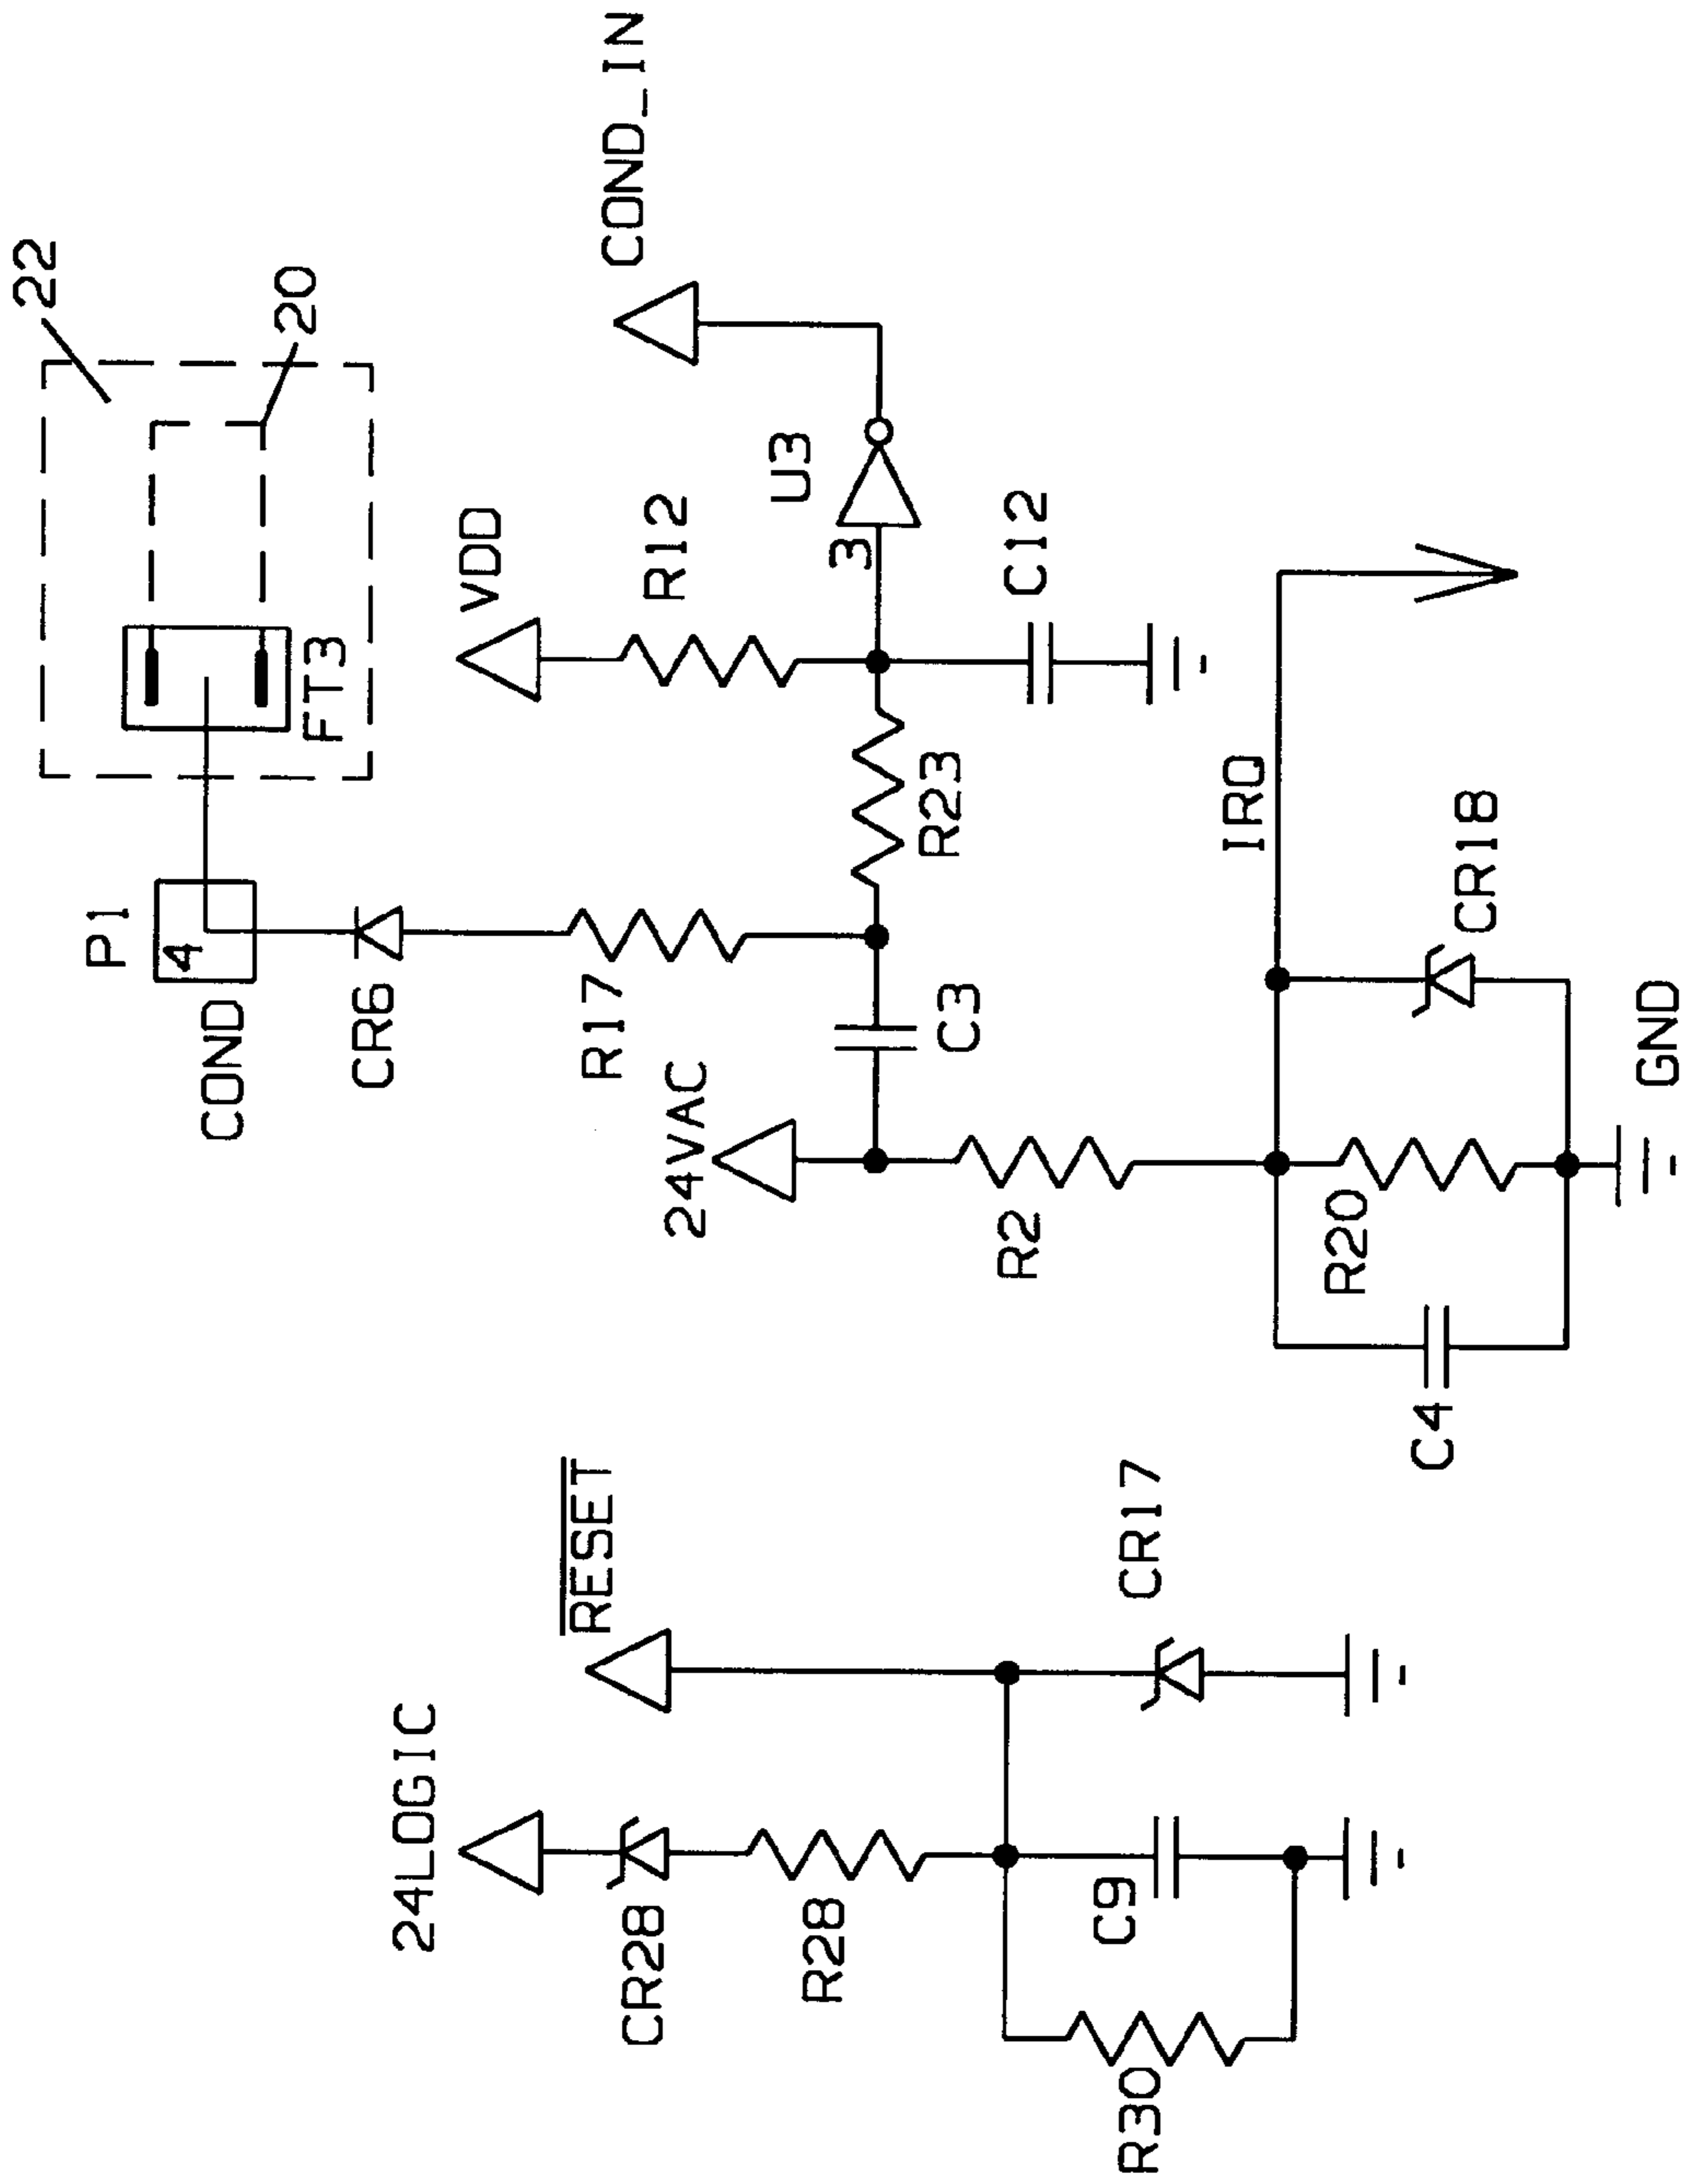 22
20
P1
4
COND
FT3
CR6
VDD
24LOGIC
RESET
COND_IN
R17
R12
24VAC
CR28
U3
3
R28
R23
C3
C12
R2
C9
R30
CR17
IRQ
R20
C4
CR18
GND